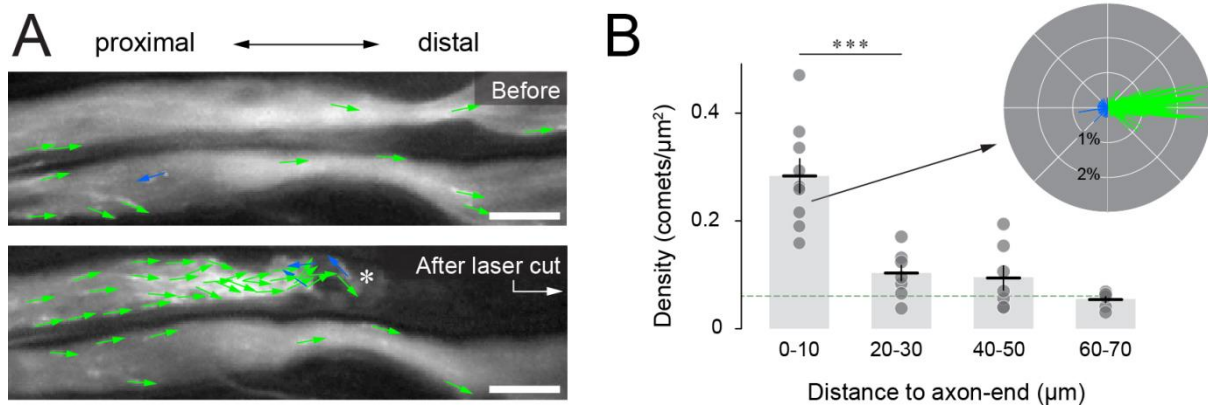 A
proximal
distal
Before
After laser cut
*
B
***
Density (comets/µm²)
0.4
0.2
0
0-10
20-30
40-50
60-70
Distance to axon-end (µm)
1%
2%